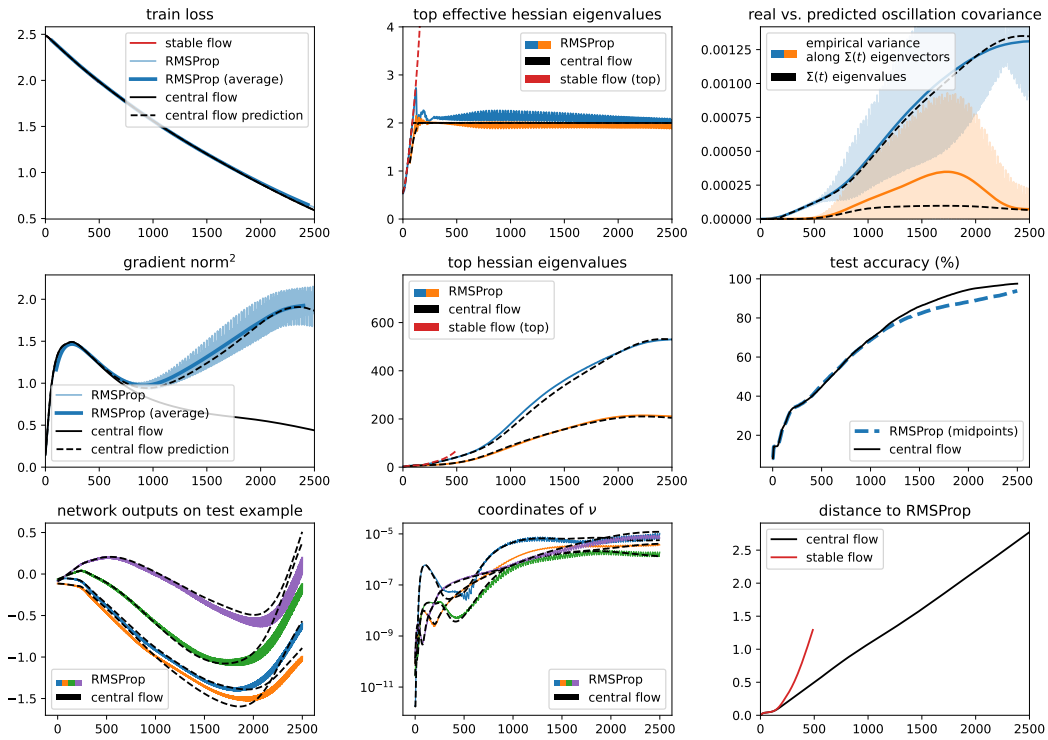 train loss
2.5
2.0
1.5
1.0
0.5
0
500
1000
1500
2000
2500
stable flow
RMSProp
RMSProp (average)
central flow
central flow prediction
top effective hessian eigenvalues
4
3
2
1
0
0
500
1000
1500
2000
2500
RMSProp
central flow
stable flow (top)
real vs. predicted oscillation covariance
0.00125
0.00100
0.00075
0.00050
0.00025
0.00000
0
500
1000
1500
2000
2500
empirical variance
along Σ(t) eigenvectors
Σ(t) eigenvalues
gradient norm²
2.0
1.5
1.0
0.5
0.0
0
500
1000
1500
2000
2500
RMSProp
RMSProp (average)
central flow
central flow prediction
top hessian eigenvalues
600
400
200
0
0
500
1000
1500
2000
2500
RMSProp
central flow
stable flow (top)
test accuracy (%)
100
80
60
40
20
0
500
1000
1500
2000
2500
RMSProp (midpoints)
central flow
network outputs on test example
0.5
0.0
−0.5
−1.0
−1.5
0
500
1000
1500
2000
2500
RMSProp
central flow
coordinates of ν
10⁻⁵
10⁻⁷
10⁻⁹
10⁻¹¹
0
500
1000
1500
2000
2500
RMSProp
central flow
distance to RMSProp
2.5
2.0
1.5
1.0
0.5
0.0
0
500
1000
1500
2000
2500
central flow
stable flow